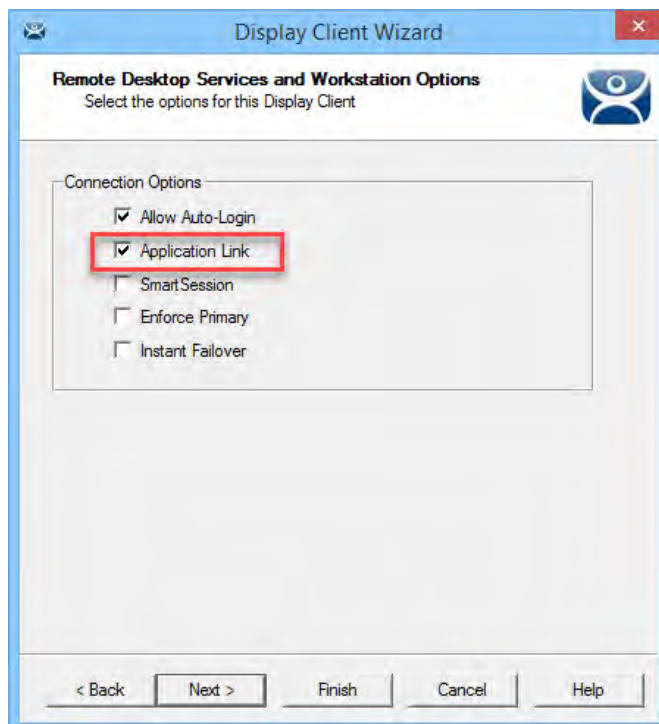 Display Client Wizard
Remote Desktop Services and Workstation Options
Select the options for this Display Client
Connection Options
Allow Auto-Login
Application Link
SmartSession
Enforce Primary
Instant Failover
< Back
Next >
Finish
Cancel
Help